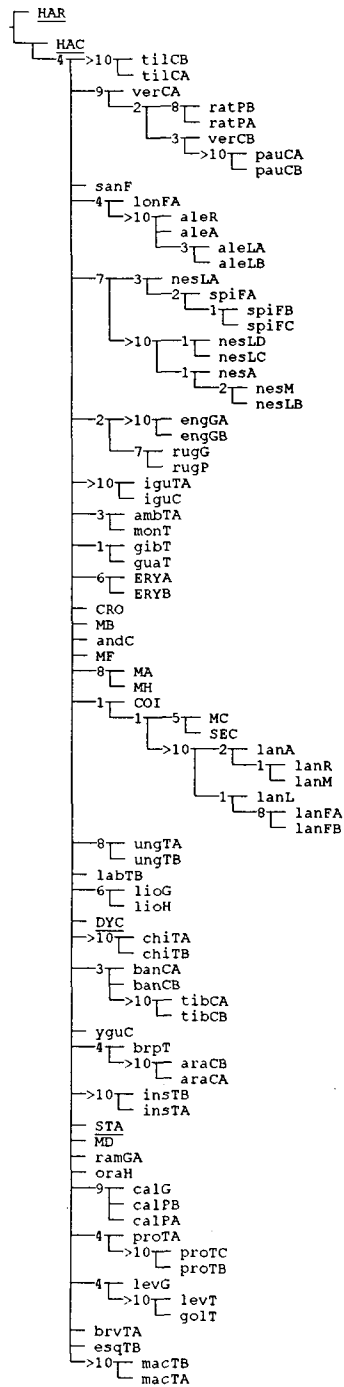 HAR
HAC
4 >10 tilCB
tilCA
9 verCA
2 8 ratPB
ratPA
3 verCB
>10 pauCA
pauCB
sanF
4 lonFA
>10 aleR
aleA
3 aleLA
aleLB
7 3 nesLA
2 spiFA
1 spiFB
spiFC
>10 1 nesLD
nesLC
1 nesA
2 nesM
nesLB
2 >10 engGA
engGB
7 rugG
rugP
>10 iguTA
iguC
3 ambTA
monT
1 gibT
guaT
6 ERYA
ERYB
CRO
MB
andC
MF
8 MA
MH
1 COI
1 5 MC
SEC
>10 2 lanA
1 lanR
lanM
1 lanL
8 lanFA
lanFB
8 ungTA
ungTB
labTB
6 lioG
lioH
DYC
>10 chiTA
chiTB
3 banCA
banCB
>10 tibCA
tibCB
yguC
4 brpT
>10 araCB
araCA
>10 insTB
insTA
STA
MD
ramGA
oraH
9 calG
calPB
calPA
4 proTA
>10 proTC
proTB
4 levG
>10 levT
golT
brvTA
esqTB
>10 macTB
macTA